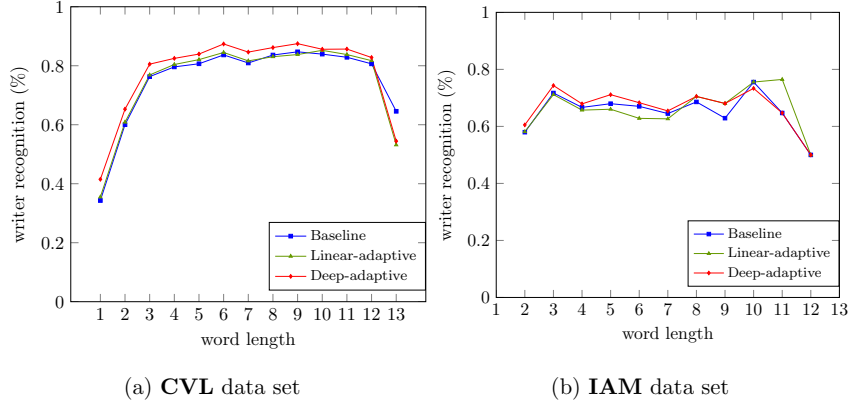 1
0.8
0.6
0.4
0.2
0
writer recognition (%)
1 2 3 4 5 6 7 8 9 10 11 12 13
word length
Baseline
Linear-adaptive
Deep-adaptive
(a) CVL data set
1
0.8
0.6
0.4
0.2
0
writer recognition (%)
1 2 3 4 5 6 7 8 9 10 11 12 13
word length
Baseline
Linear-adaptive
Deep-adaptive
(b) IAM data set